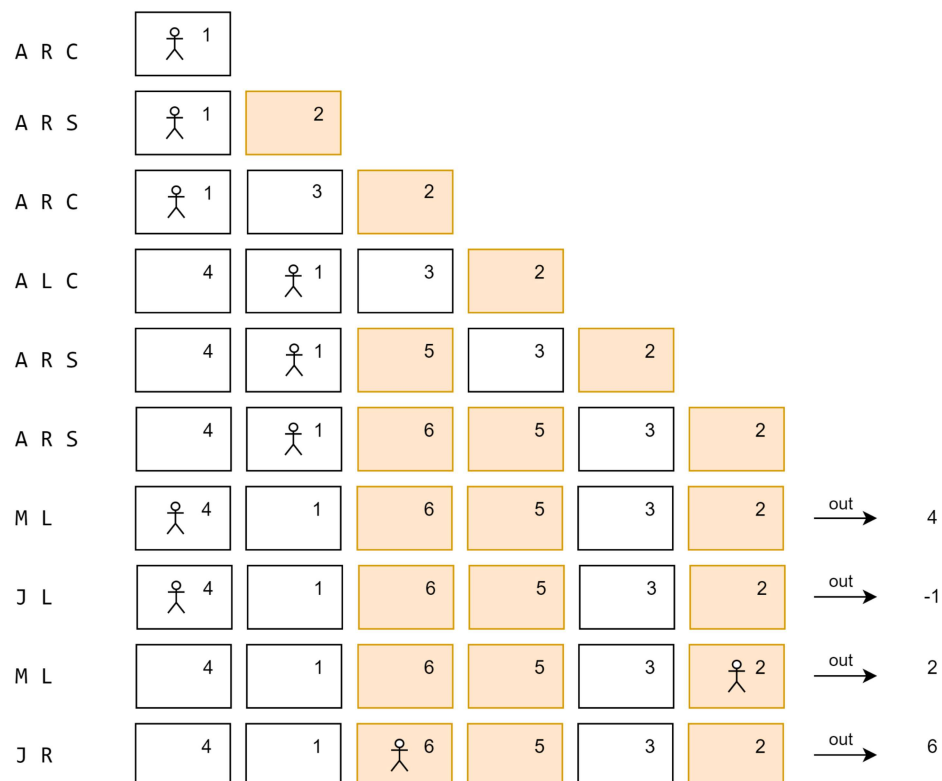 A R C 1
A R S 1 2
A R C 1 3 2
A L C 4 1 3 2
A R S 4 1 5 3 2
A R S 4 1 6 5 3 2
M L 4 1 6 5 3 2 out 4
J L 4 1 6 5 3 2 out -1
M L 4 1 6 5 3 2 out 2
J R 4 1 6 5 3 2 out 6